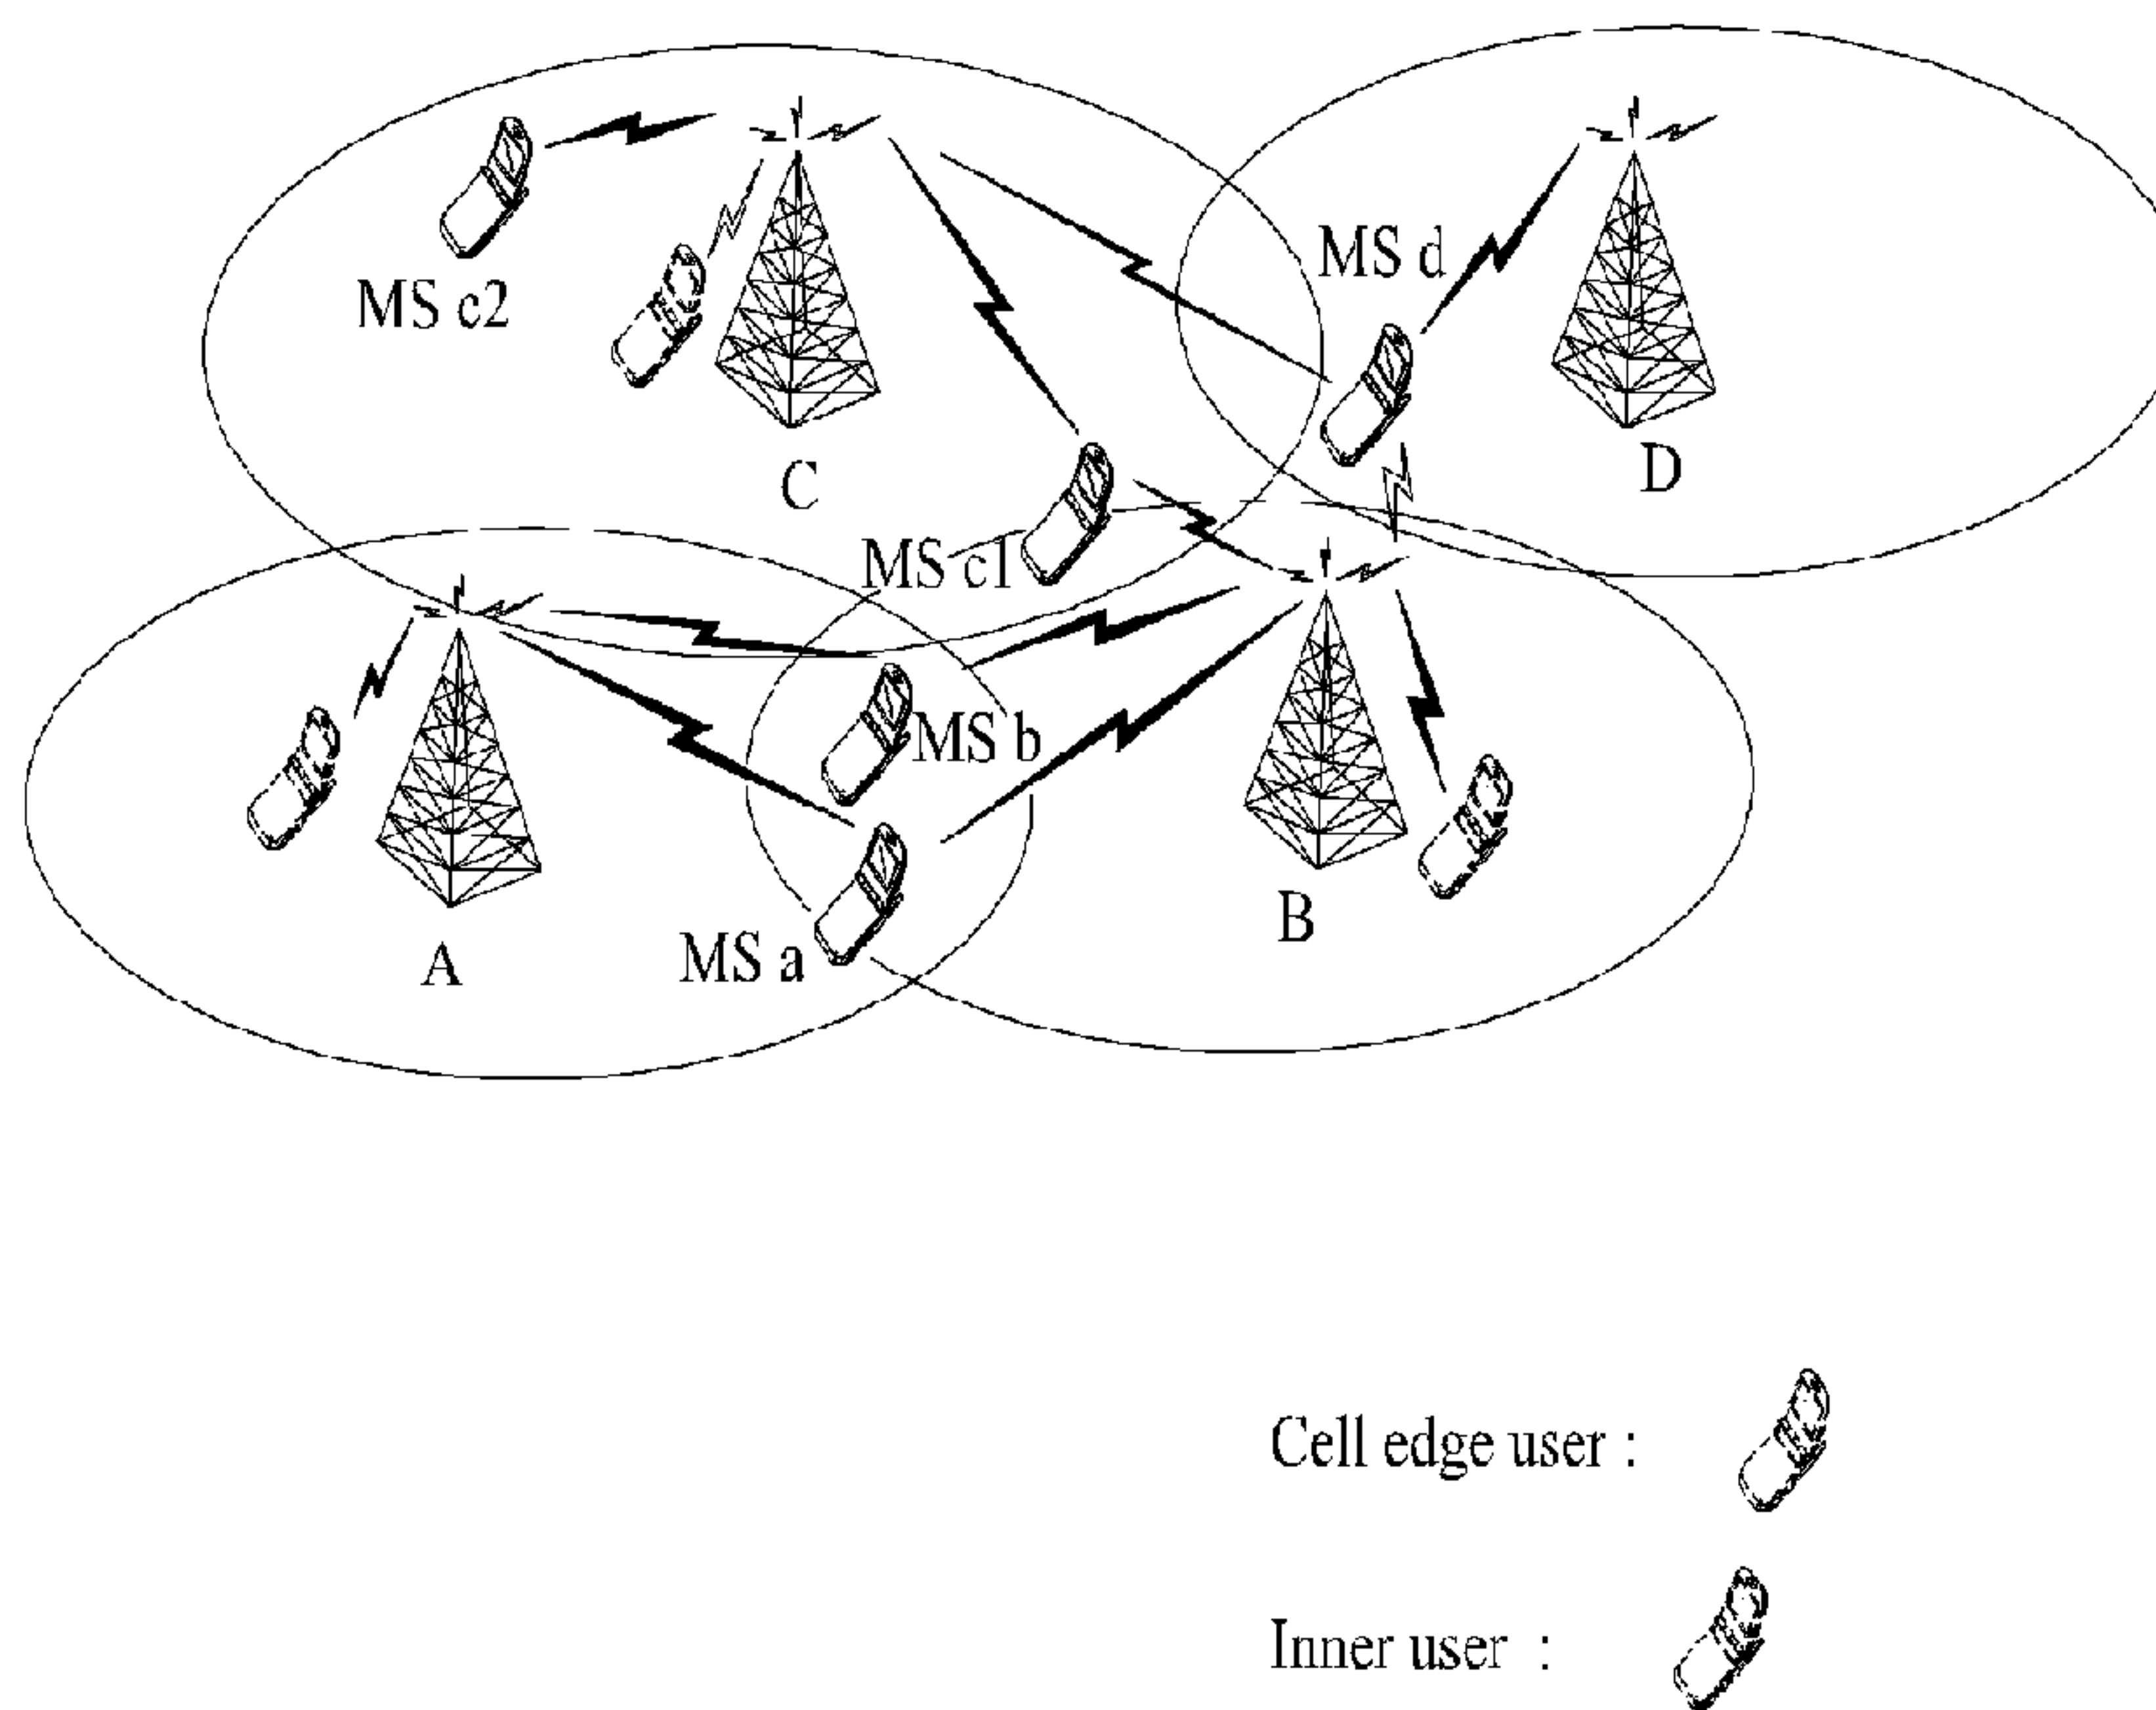 MS c2
MS d
C
D
MS c1
MS b
B
MS a
A
Cell edge user :
Inner user :